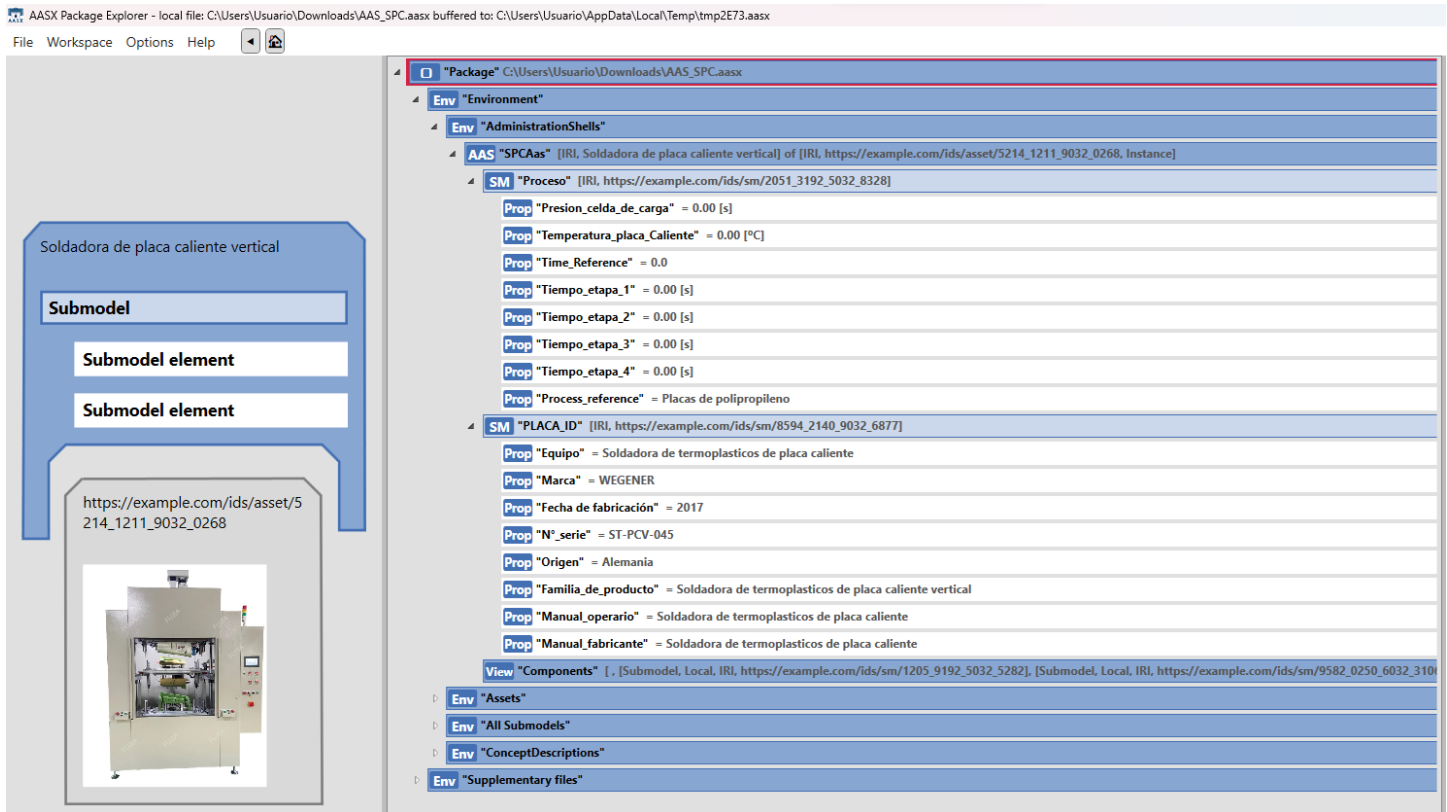 AASX Package Explorer - local file: C:\Users\Usuario\Downloads\AAS_SPC.aasx buffered to: C:\Users\Usuario\AppData\Local\Temp\tmp2E73.aasx
File Workspace Options Help
Soldadora de placa caliente vertical
Submodel
Submodel element
Submodel element
https://example.com/ids/asset/5
214_1211_9032_0268
"Package" C:\Users\Usuario\Downloads\AAS_SPC.aasx
Env "Environment"
Env "AdministrationShells"
AAS "SPCAas" [IRI, Soldadora de placa caliente vertical] of [IRI, https://example.com/ids/asset/5214_1211_9032_0268, Instance]
SM "Proceso" [IRI, https://example.com/ids/sm/2051_3192_5032_8328]
Prop "Presion_celda_de_carga" = 0.00 [s]
Prop "Temperatura_placa_Caliente" = 0.00 [ºC]
Prop "Time_Reference" = 0.0
Prop "Tiempo_etapa_1" = 0.00 [s]
Prop "Tiempo_etapa_2" = 0.00 [s]
Prop "Tiempo_etapa_3" = 0.00 [s]
Prop "Tiempo_etapa_4" = 0.00 [s]
Prop "Process_reference" = Placas de polipropileno
SM "PLACA_ID" [IRI, https://example.com/ids/sm/8594_2140_9032_6877]
Prop "Equipo" = Soldadora de termoplasticos de placa caliente
Prop "Marca" = WEGENER
Prop "Fecha de fabricación" = 2017
Prop "N°_serie" = ST-PCV-045
Prop "Origen" = Alemania
Prop "Familia_de_producto" = Soldadora de termoplasticos de placa caliente vertical
Prop "Manual_operario" = Soldadora de termoplasticos de placa caliente
Prop "Manual_fabricante" = Soldadora de termoplasticos de placa caliente
View "Components" [ , [Submodel, Local, IRI, https://example.com/ids/sm/1205_9192_5032_5282], [Submodel, Local, IRI, https://example.com/ids/sm/9582_0250_6032_310
Env "Assets"
Env "All Submodels"
Env "ConceptDescriptions"
Env "Supplementary files"